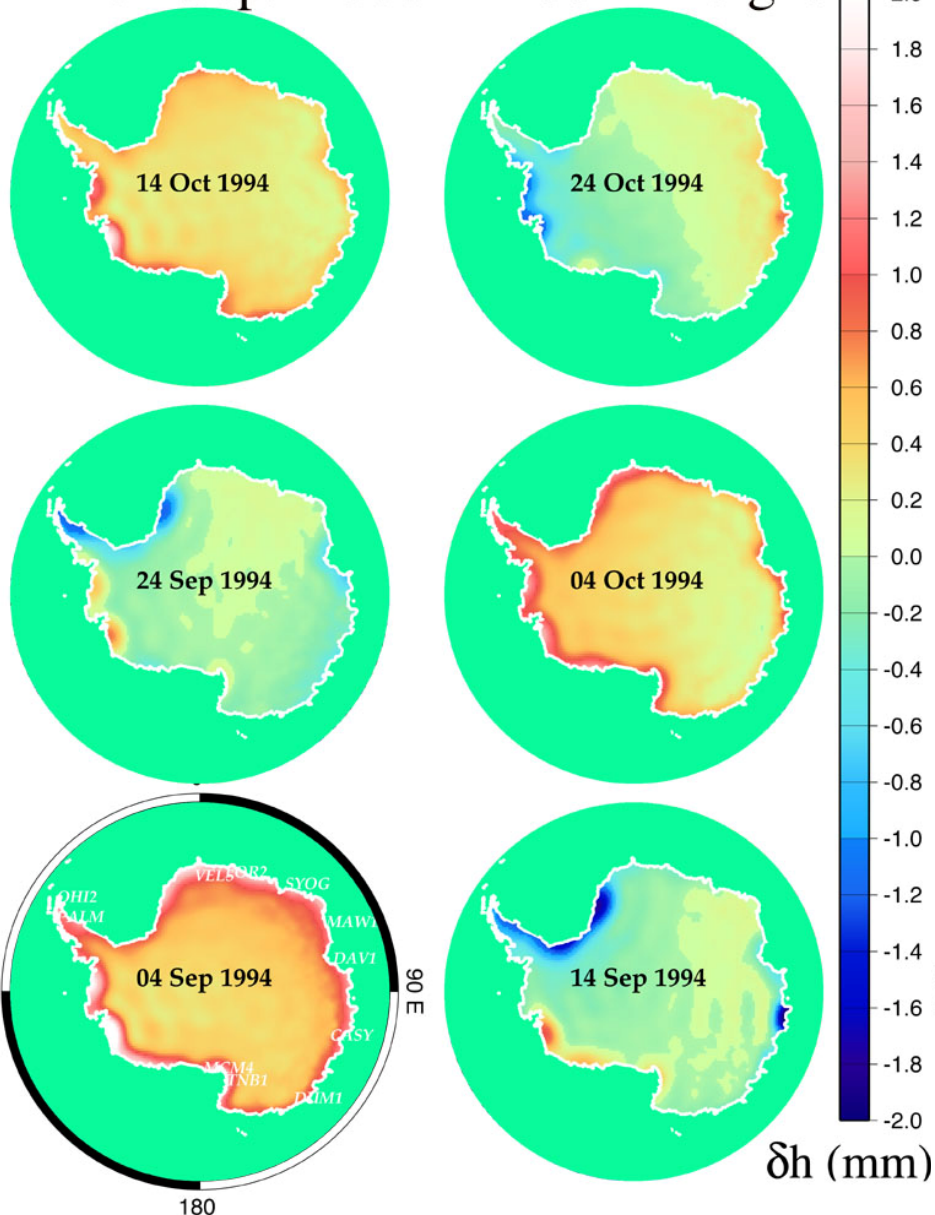 14 Oct 1994
24 Oct 1994
24 Sep 1994
04 Oct 1994
04 Sep 1994
14 Sep 1994
VEL5
SYOG
OHI2
MAW1
DAV1
CASY
MCM4
TNB1
DUM1
90 E
180
1.8
1.6
1.4
1.2
1.0
0.8
0.6
0.4
0.2
0.0
-0.2
-0.4
-0.6
-0.8
-1.0
-1.2
-1.4
-1.6
-1.8
-2.0
δh (mm)